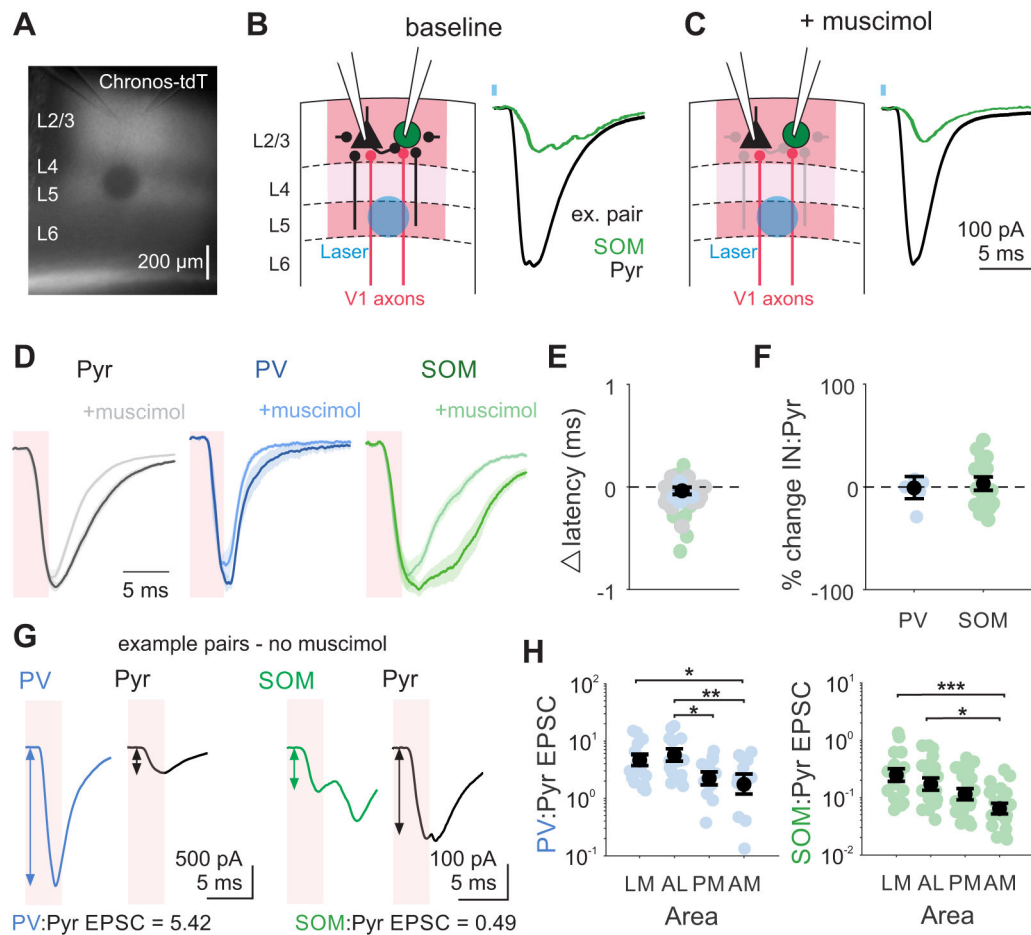 A
Chronos-tdT
L2/3
L4
L5
L6
200 µm
B
baseline
L2/3
L4
L5
L6
Laser
V1 axons
ex. pair
SOM
Pyr
C
+ muscimol
Laser
V1 axons
100 pA
5 ms
D
Pyr
+muscimol
PV
+muscimol
SOM
+muscimol
5 ms
E
△ latency (ms)
1
0
-1
F
% change IN:Pyr
100
0
-100
PV SOM
G
example pairs - no muscimol
PV Pyr SOM Pyr
500 pA
5 ms
100 pA
5 ms
PV:Pyr EPSC = 5.42
SOM:Pyr EPSC = 0.49
H
PV:Pyr EPSC
10²
10¹
10⁰
10⁻¹
*
**
*
LM AL PM AM
Area
SOM:Pyr EPSC
10¹
10⁰
10⁻¹
10⁻²
***
*
LM AL PM AM
Area